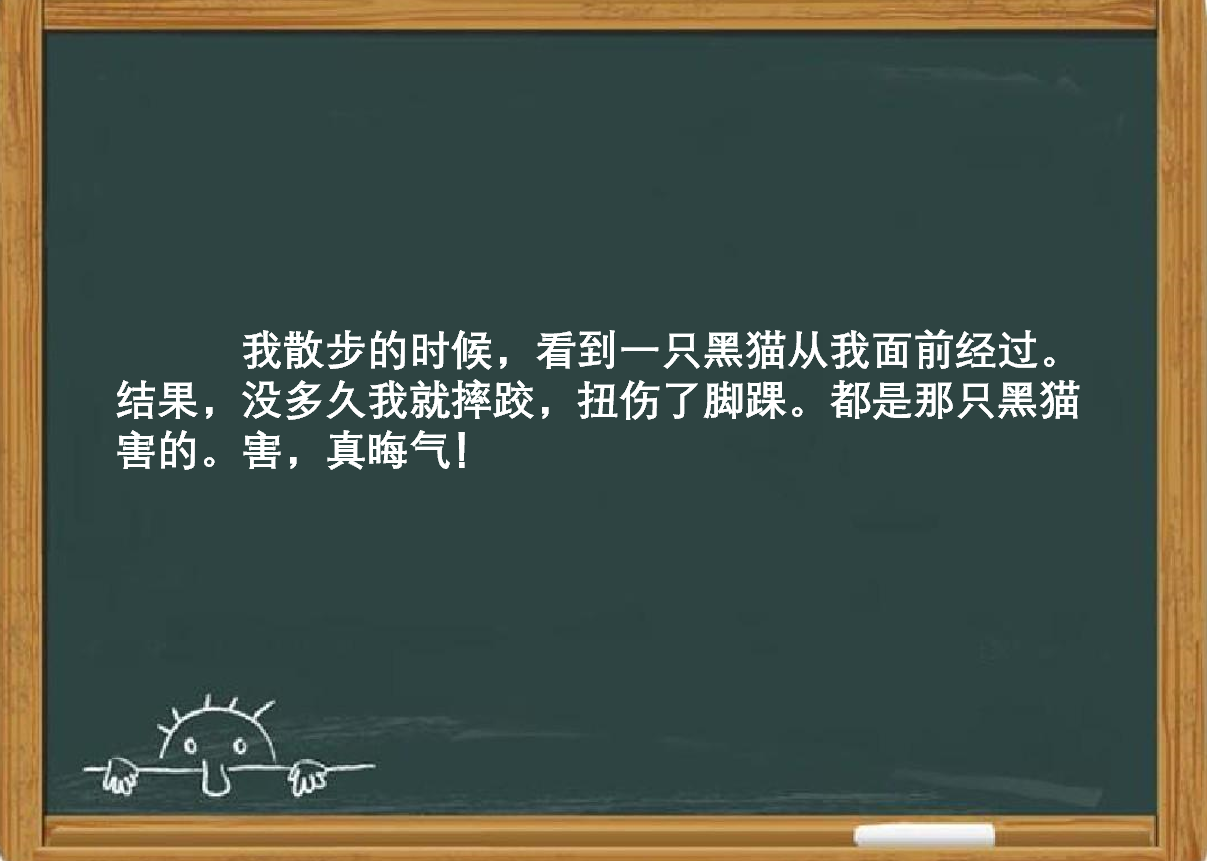 我散步的时候，看到一只黑猫从我面前经过。
结果，没多久我就摔跤，扭伤了脚踝。都是那只黑猫
害的。害，真晦气！